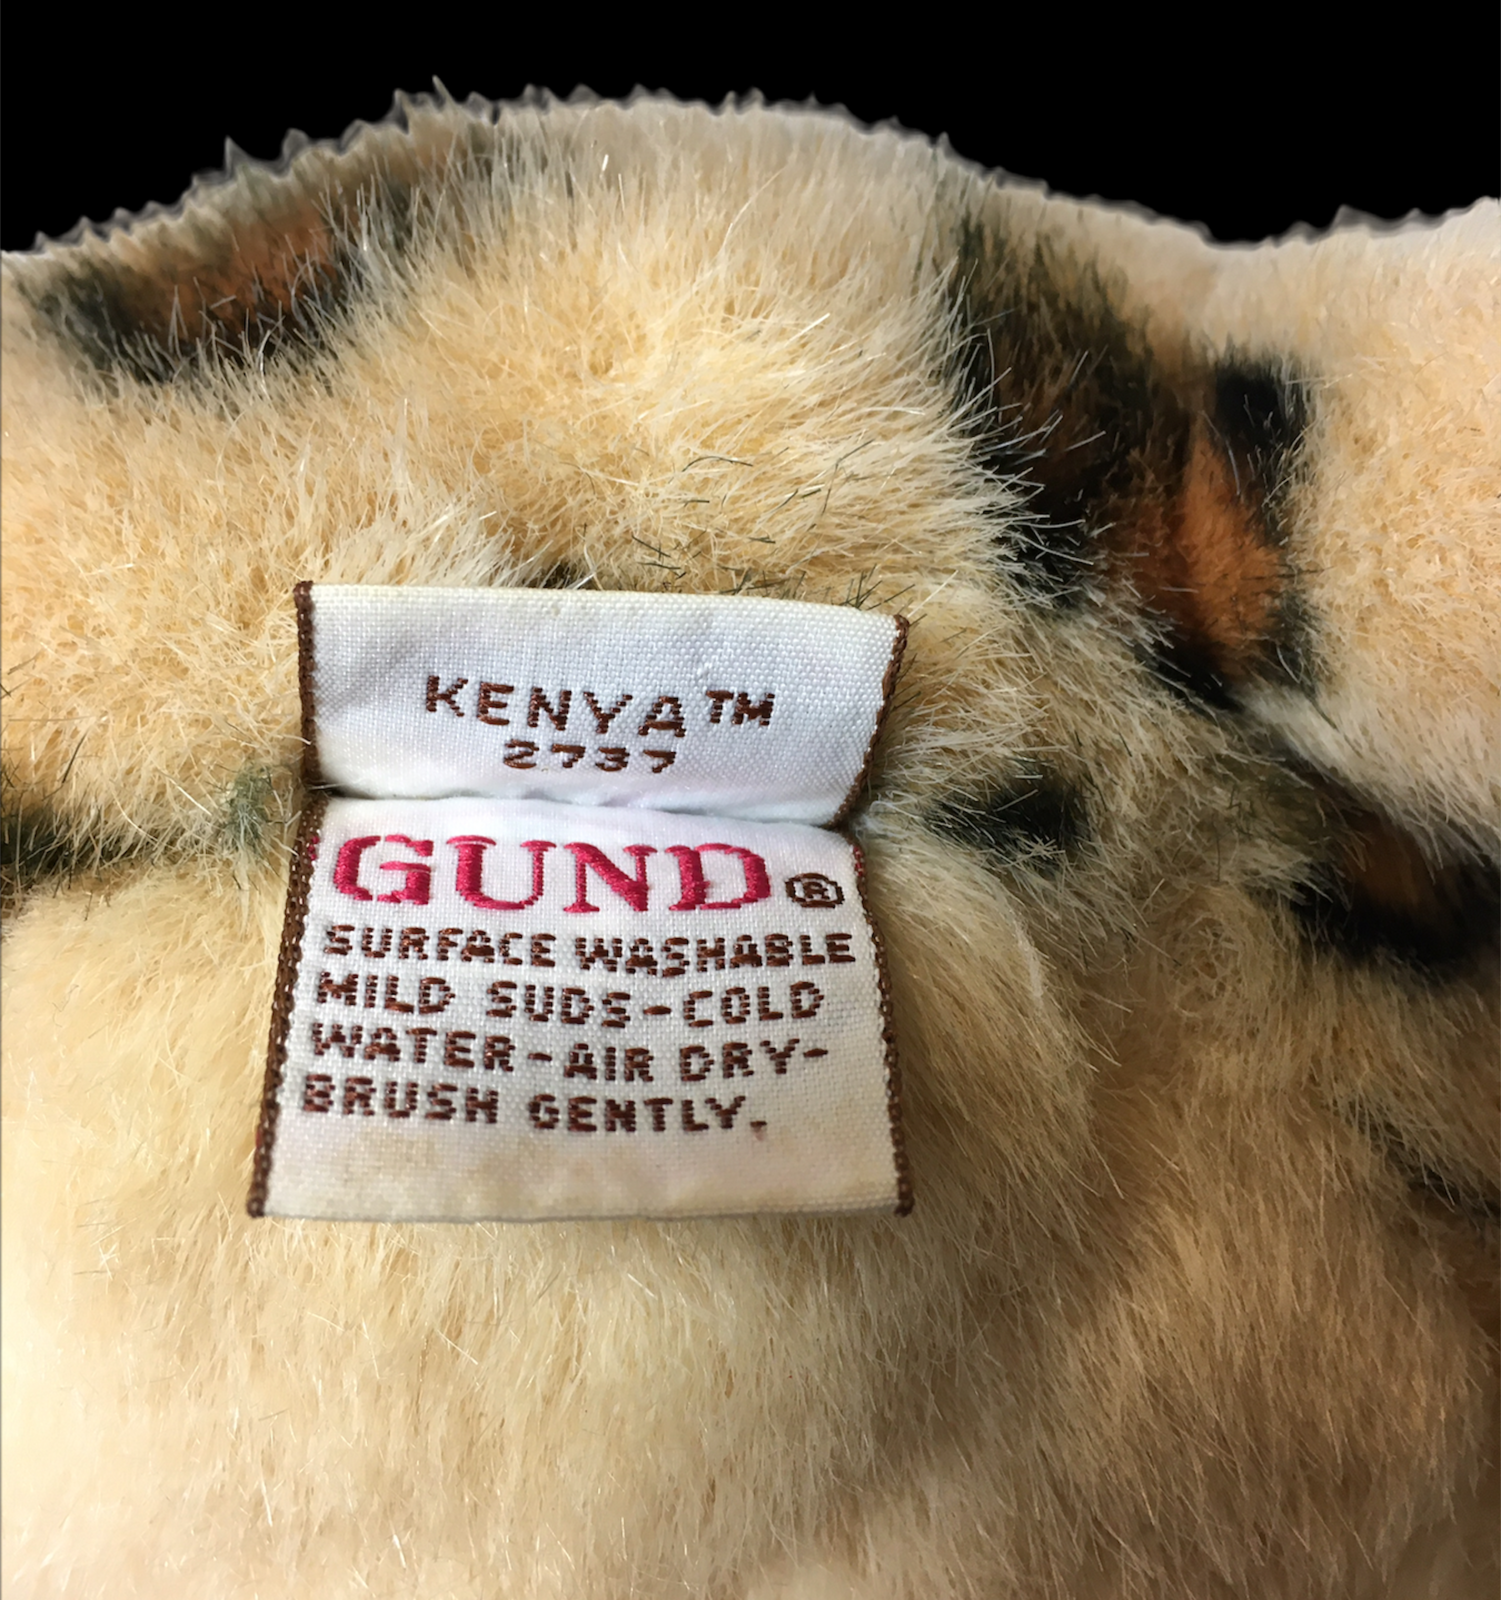 KENYA™
2737
GUND®
SURFACE WASHABLE
MILD SUDS-COLD
WATER-AIR DRY-
BRUSH GENTLY.